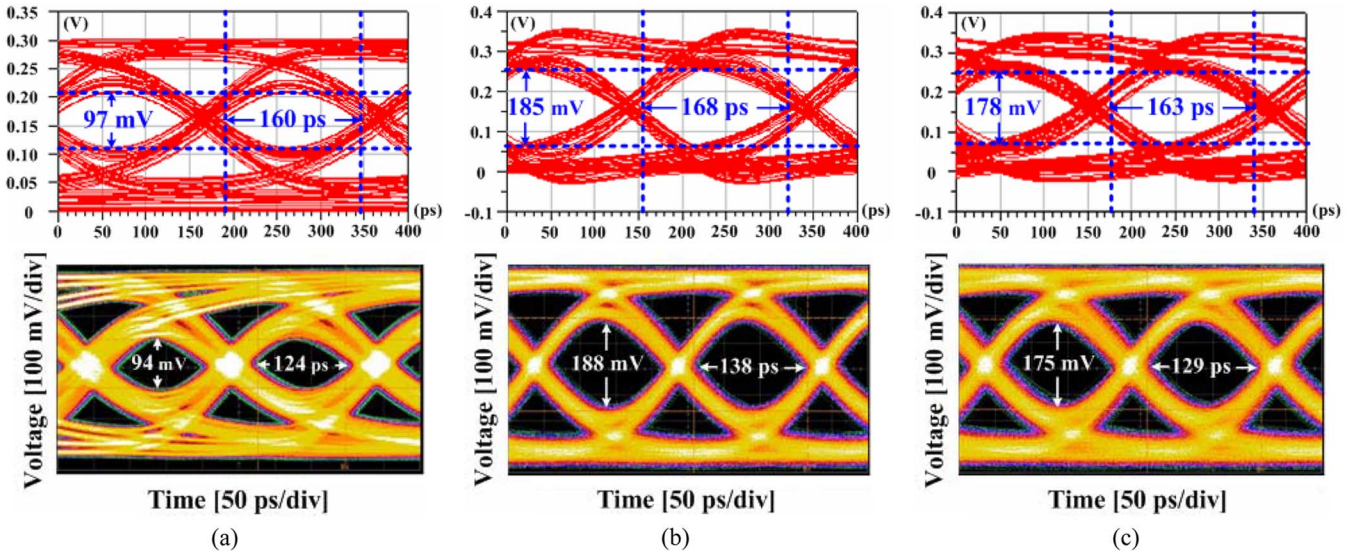 (V)
0.35
0.30
0.25
0.20
0.15
0.10
0.05
0
97 mV
160 ps
(ps)
0 50 100 150 200 250 300 350 400
(V)
0.4
0.3
0.2
0.1
0
-0.1
185 mV
168 ps
(ps)
0 50 100 150 200 250 300 350 400
(V)
0.4
0.3
0.2
0.1
0
-0.1
178 mV
163 ps
(ps)
0 50 100 150 200 250 300 350 400
Voltage [100 mV/div]
94 mV
124 ps
Time [50 ps/div]
(a)
Voltage [100 mV/div]
188 mV
138 ps
Time [50 ps/div]
(b)
Voltage [100 mV/div]
175 mV
129 ps
Time [50 ps/div]
(c)